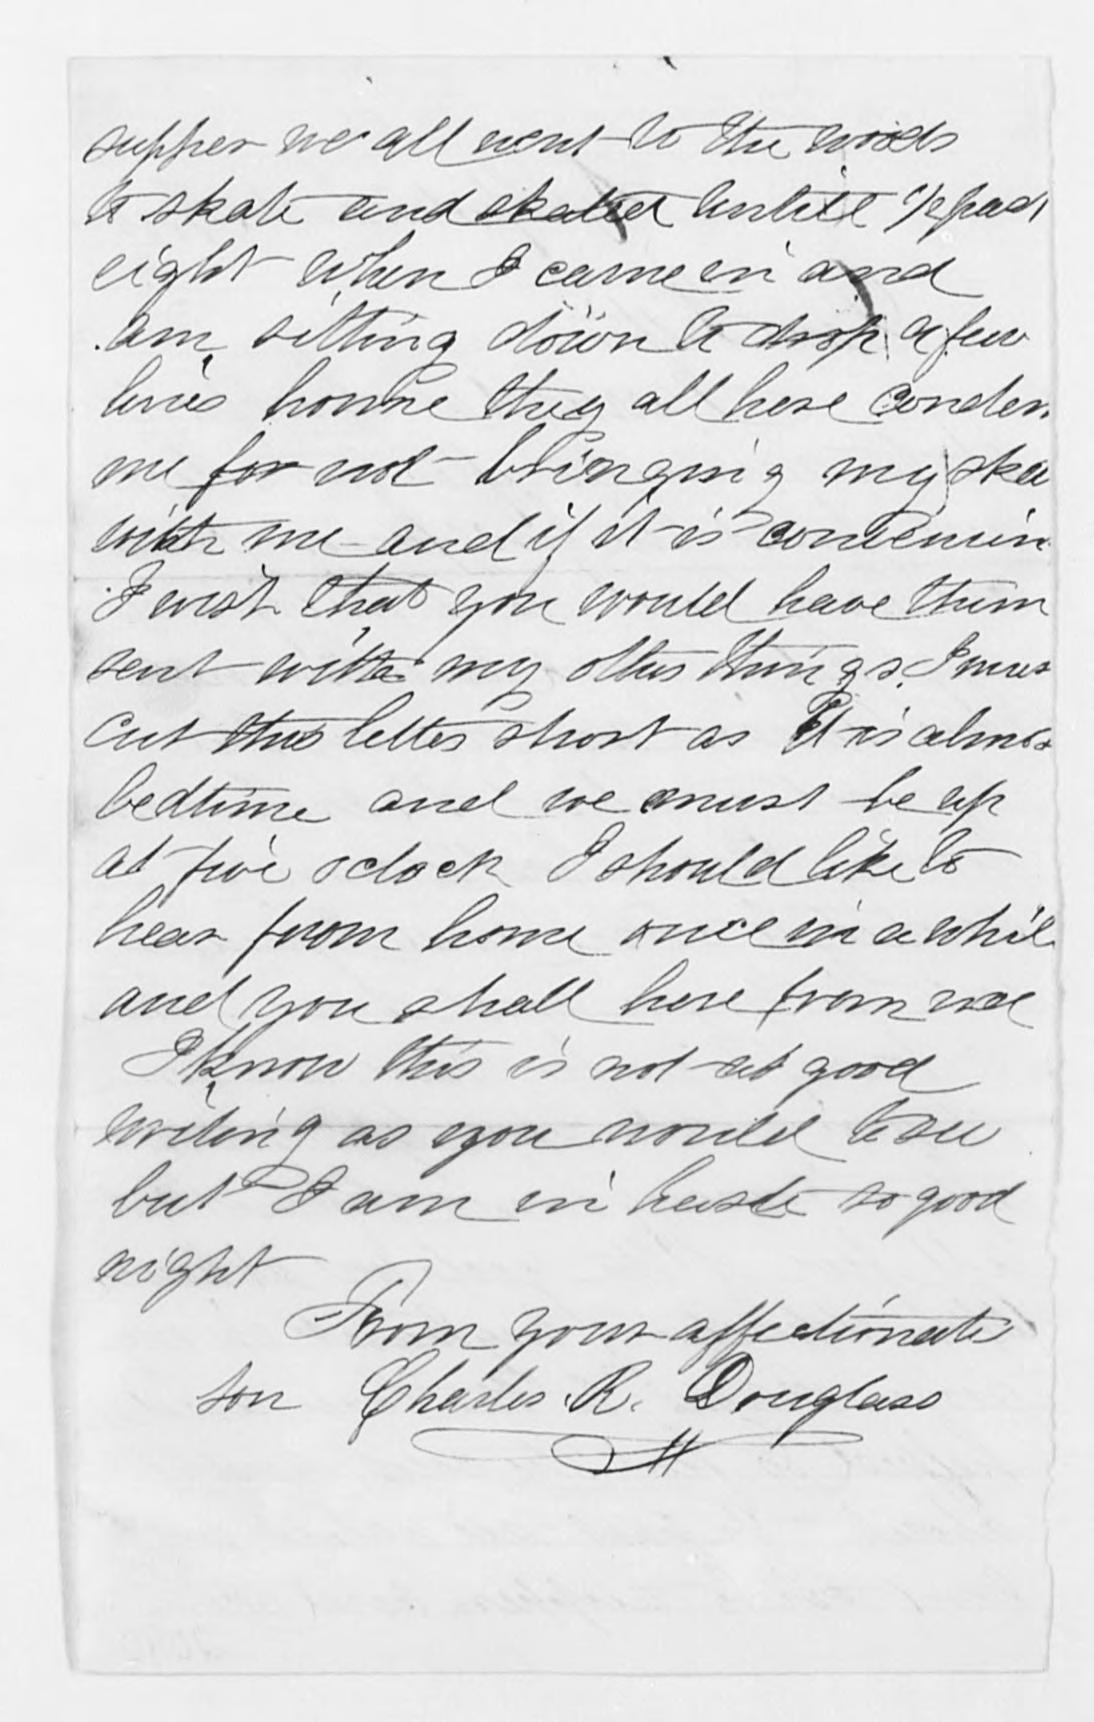 supper we all went to the woods
to skate and skated untill 1/2 past
eight when I came in and
am sitting down to drop a few
lines home they all here condem
me for not bringing my ska
with me and if it is convenien
I wish that you would have them
sent with my other things. I mus
cut this letter short as it is almos
bedtime and we must be up
at five oclock I should like to
hear from home once in a while
and you shall here from me
I know this is not as good
writing as you would to see
but I am in haste so good
night
From your affectionate
son Charles. R. Douglass